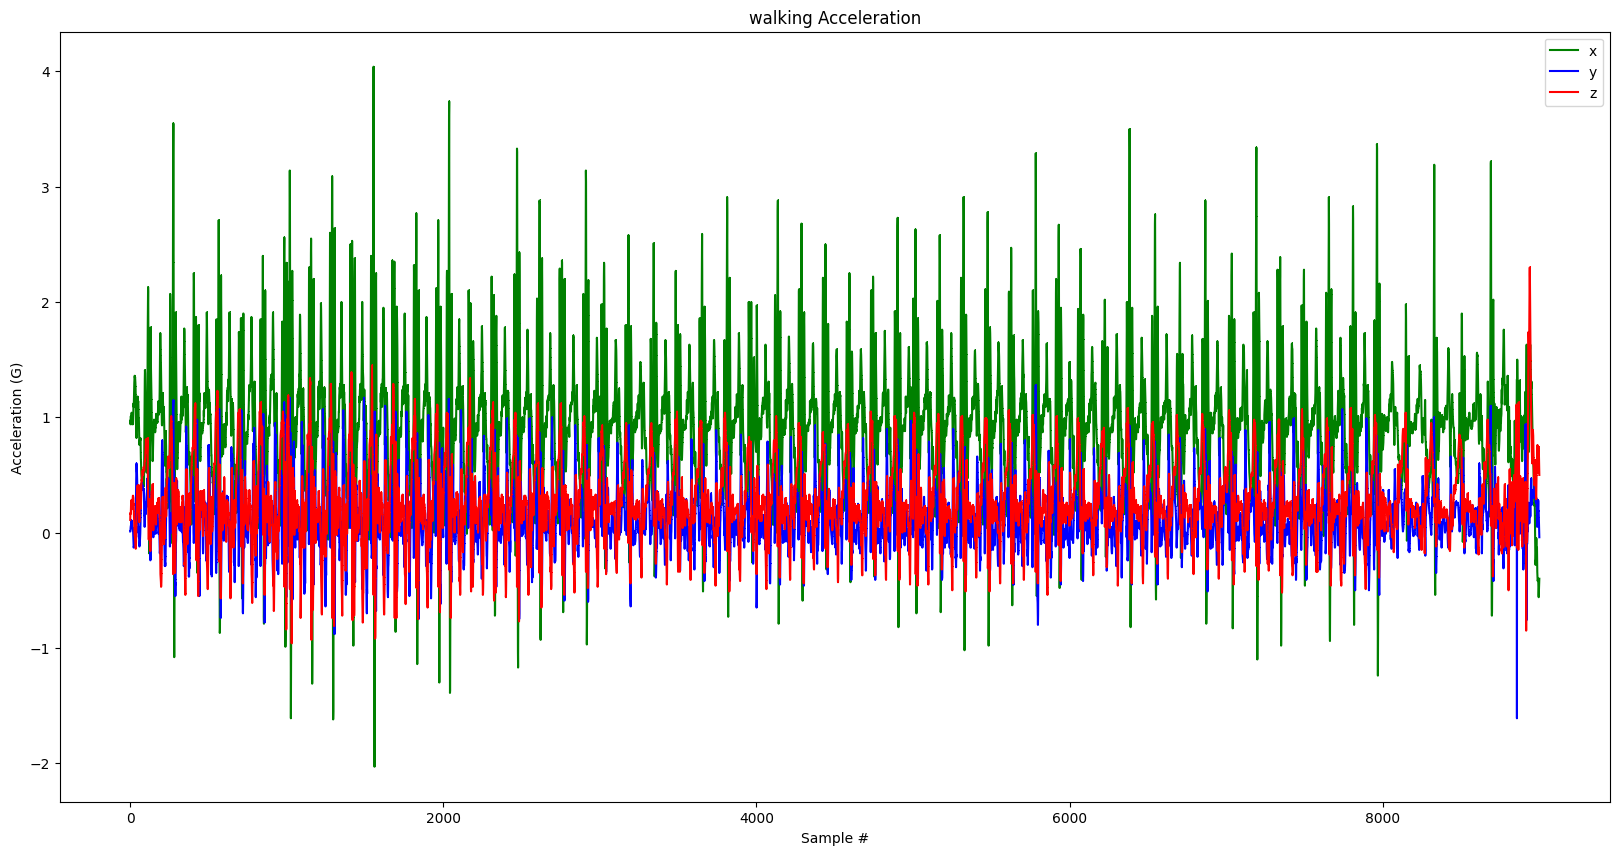 walking Acceleration
x
y
z
Acceleration (G)
4
3
2
1
0
−1
−2
0 2000 4000 6000 8000
Sample #